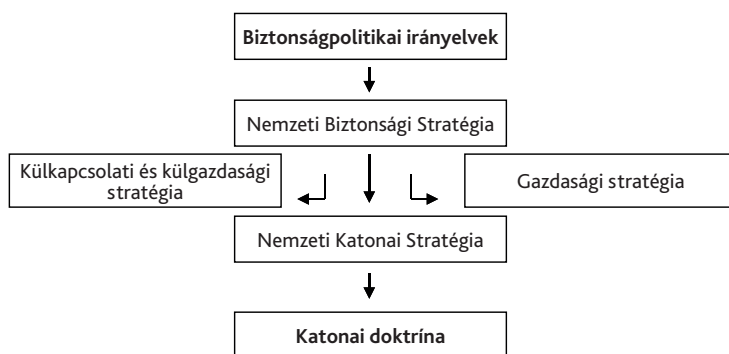 Biztonságpolitikai irányelvek
Nemzeti Biztonsági Stratégia
Külkapcsolati és külgazdasági
stratégia
Gazdasági stratégia
Nemzeti Katonai Stratégia
Katonai doktrína